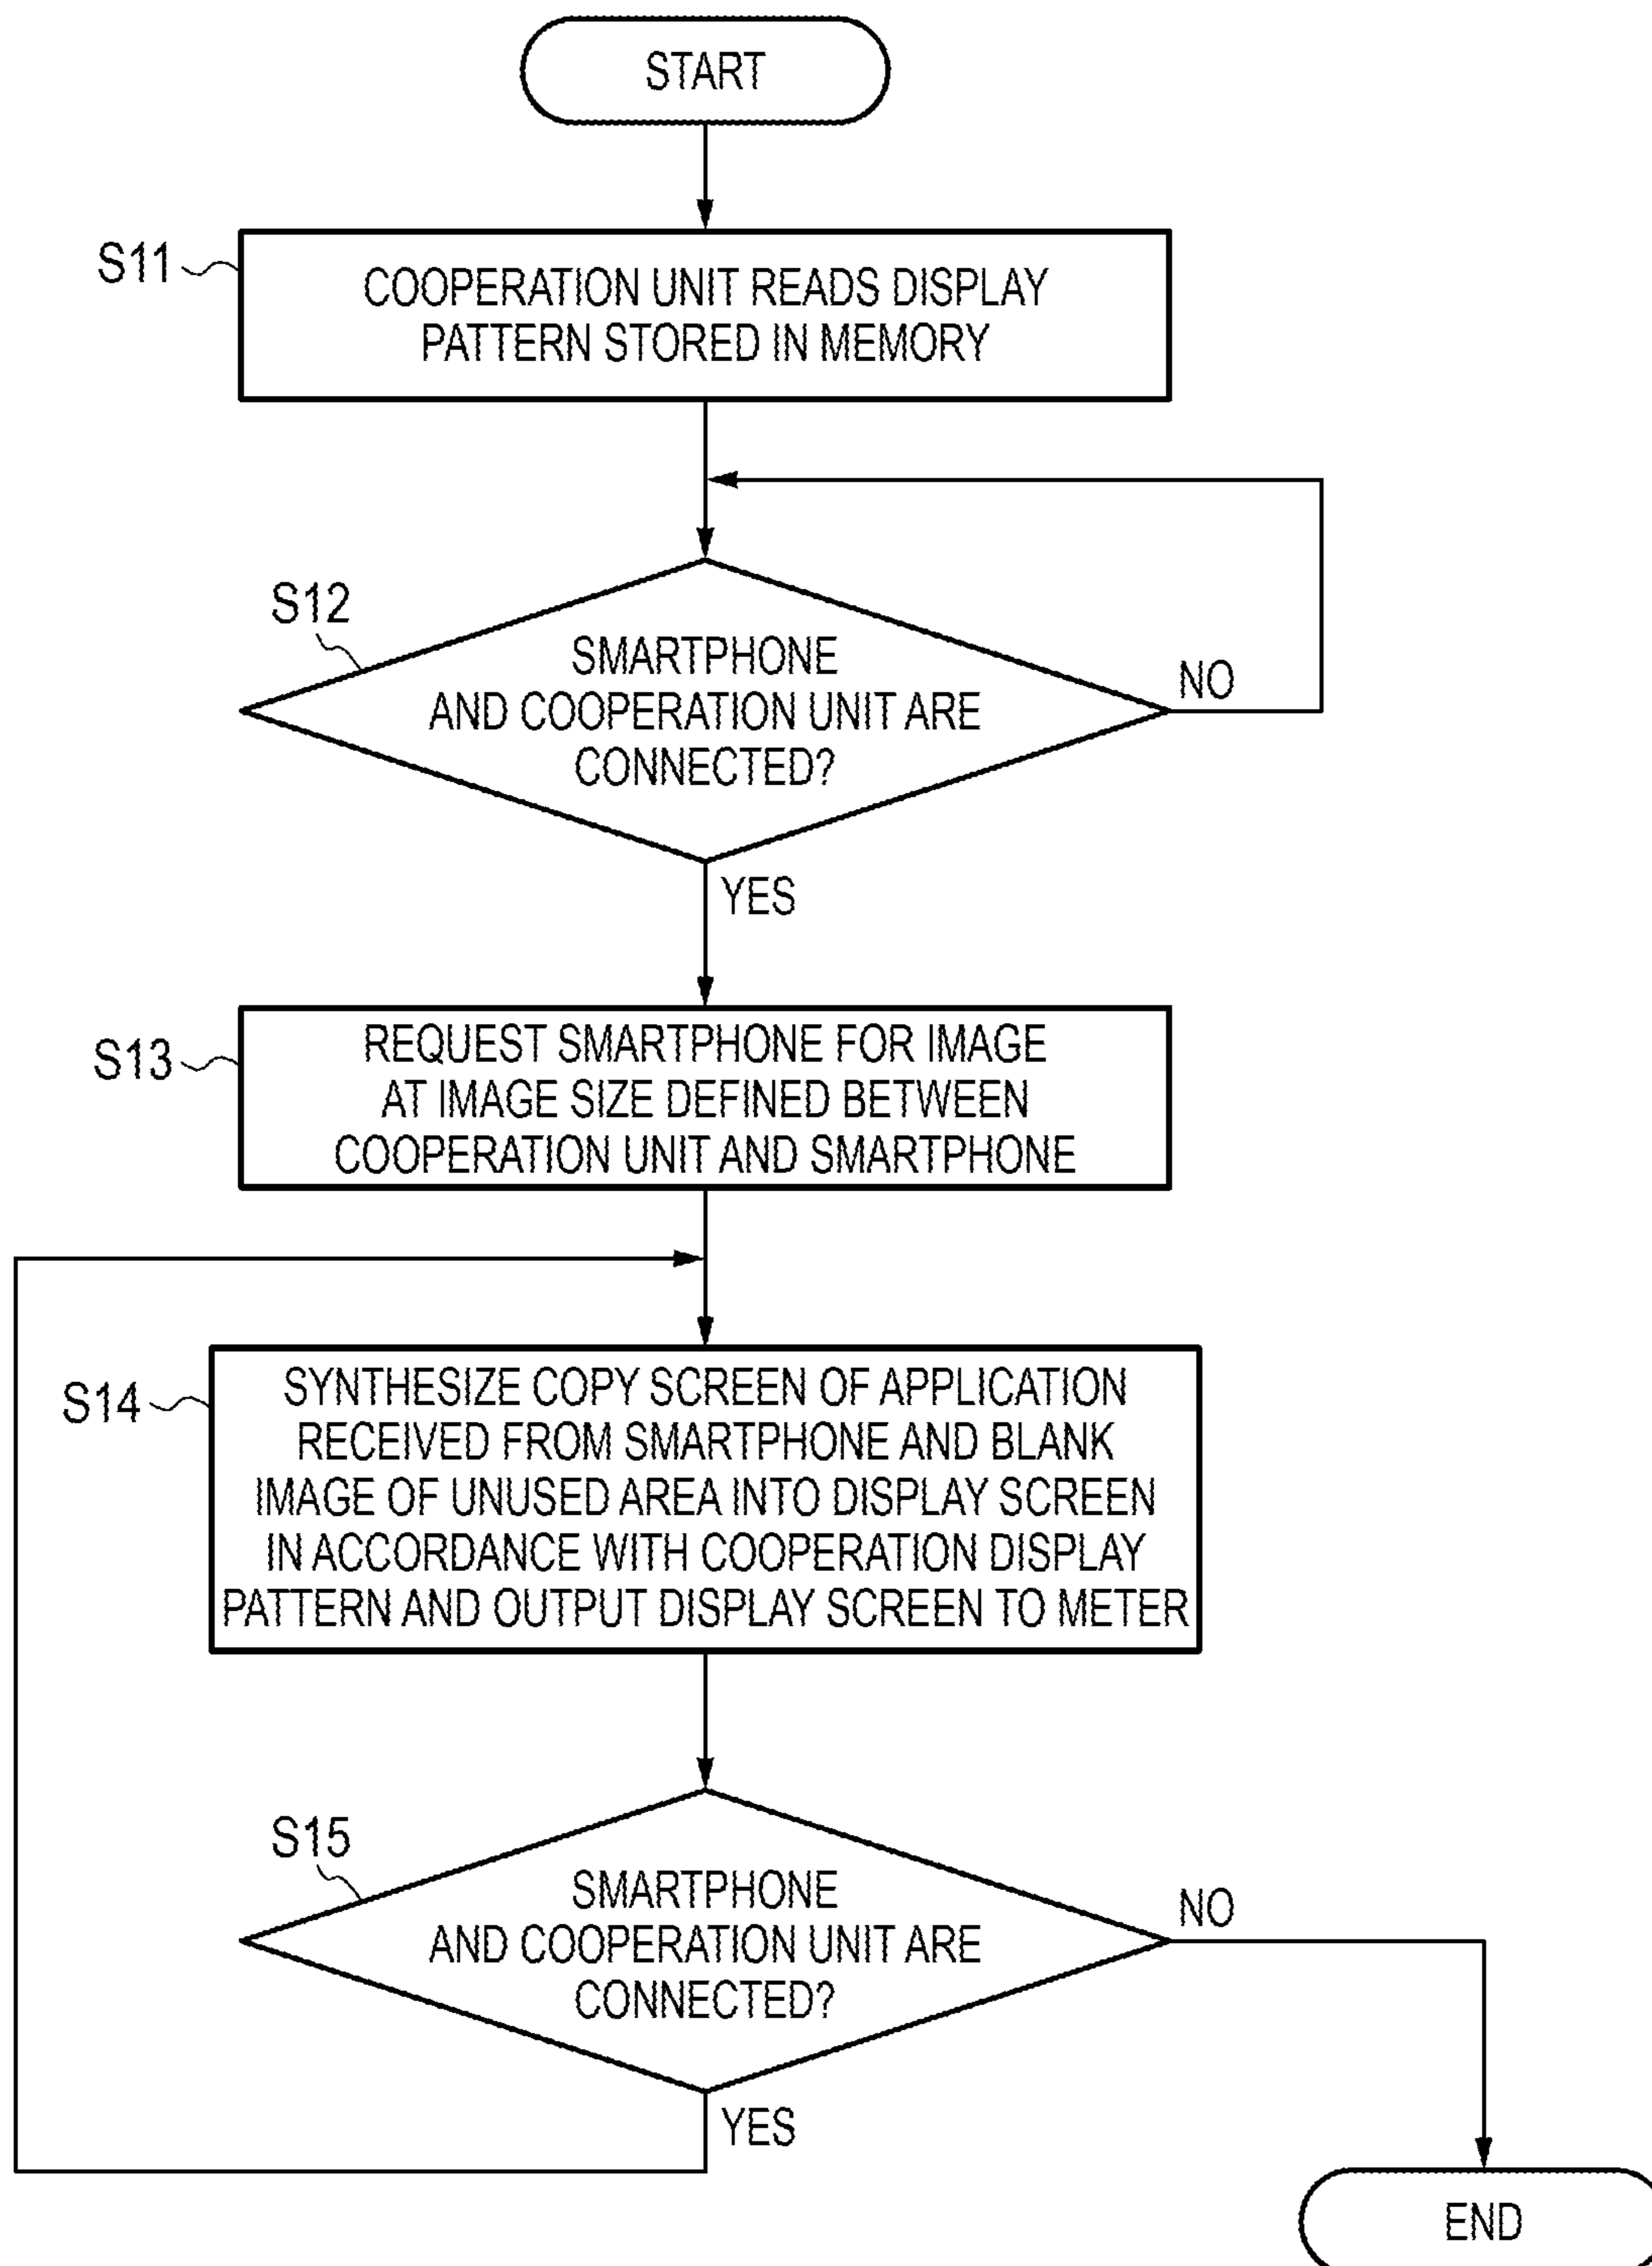 START
S11
COOPERATION UNIT READS DISPLAY
PATTERN STORED IN MEMORY
S12
SMARTPHONE
AND COOPERATION UNIT ARE
CONNECTED?
NO
YES
S13
REQUEST SMARTPHONE FOR IMAGE
AT IMAGE SIZE DEFINED BETWEEN
COOPERATION UNIT AND SMARTPHONE
S14
SYNTHESIZE COPY SCREEN OF APPLICATION
RECEIVED FROM SMARTPHONE AND BLANK
IMAGE OF UNUSED AREA INTO DISPLAY SCREEN
IN ACCORDANCE WITH COOPERATION DISPLAY
PATTERN AND OUTPUT DISPLAY SCREEN TO METER
S15
SMARTPHONE
AND COOPERATION UNIT ARE
CONNECTED?
NO
YES
END